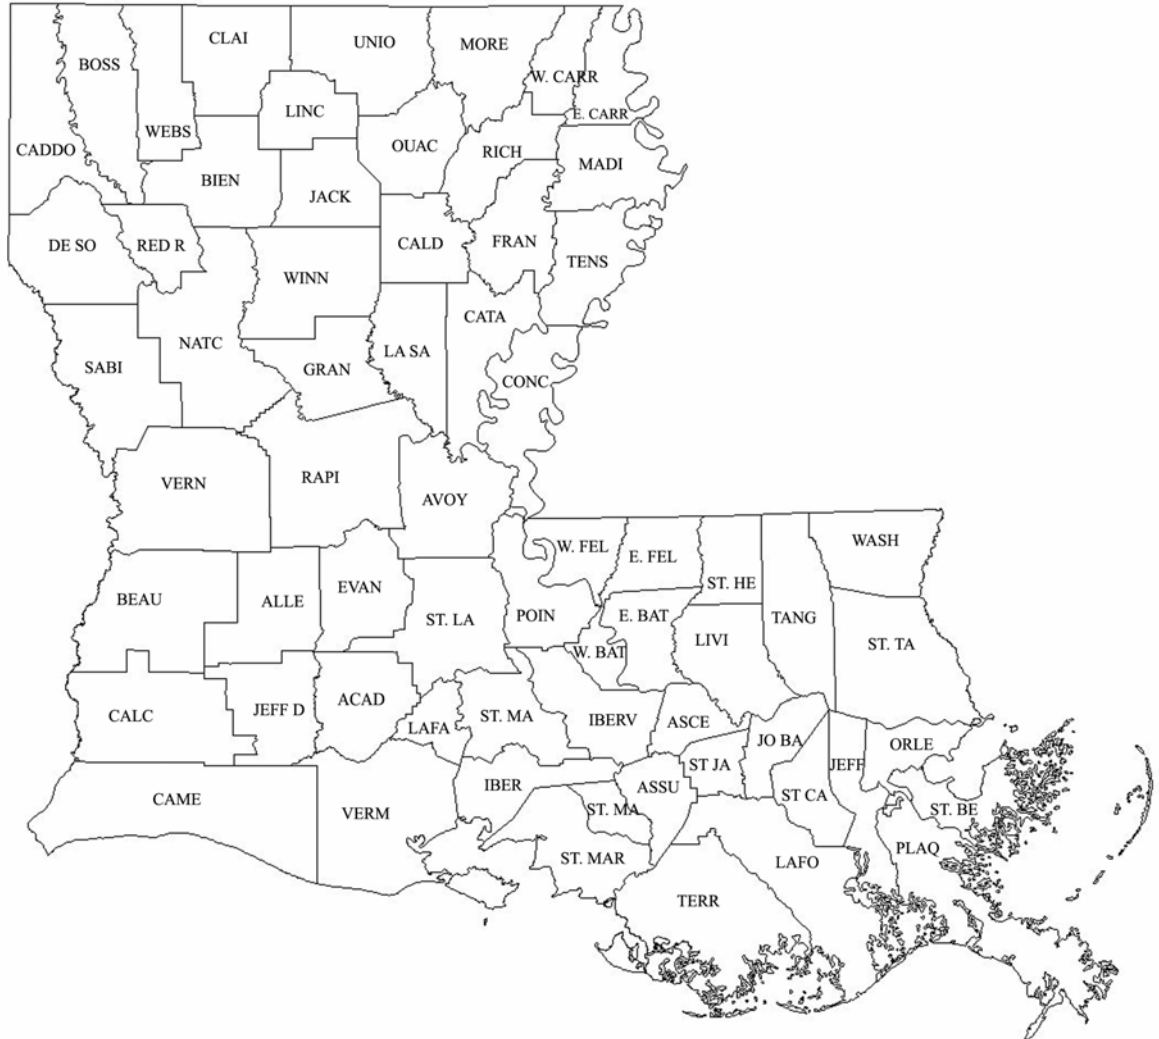 CLAI
UNIO
MORE
BOSS
W. CARR
LINC
E. CARR
WEBS
OUAC
CADDO
RICH
MADI
BIEN
JACK
DE SO
RED R
CALD
FRAN
TENS
WINN
CATA
NATC
LA SA
SABI
GRAN
CONC
VERN
RAPI
AVOY
WASH
W. FEL
E. FEL
ST. HE
EVAN
BEAU
ALLE
POIN
E. BAT
TANG
ST. LA
LIVI
ST. TA
W. BAT
ACAD
JEFF D
CALC
ST. MA
IBERV
ASCE
LAFA
JO BA
ORLE
ST JA
JEFF
IBER
ASSU
ST CA
CAME
VERM
ST. MA
ST. BE
PLAQ
ST. MAR
LAFO
TERR